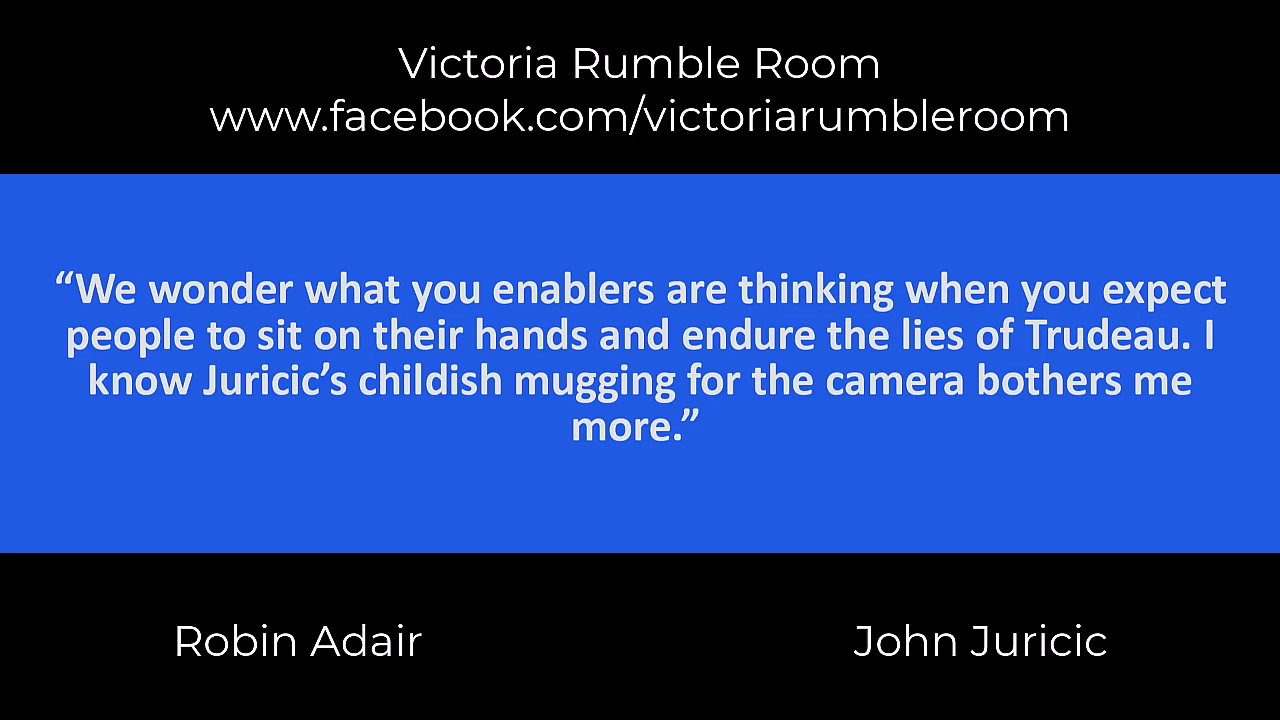 Victoria Rumble Room
www.facebook.com/victoriarumbleroom
“We wonder what you enablers are thinking when you expect
people to sit on their hands and endure the lies of Trudeau. I
know Juricic’s childish mugging for the camera bothers me
more.”
Robin Adair
John Juricic